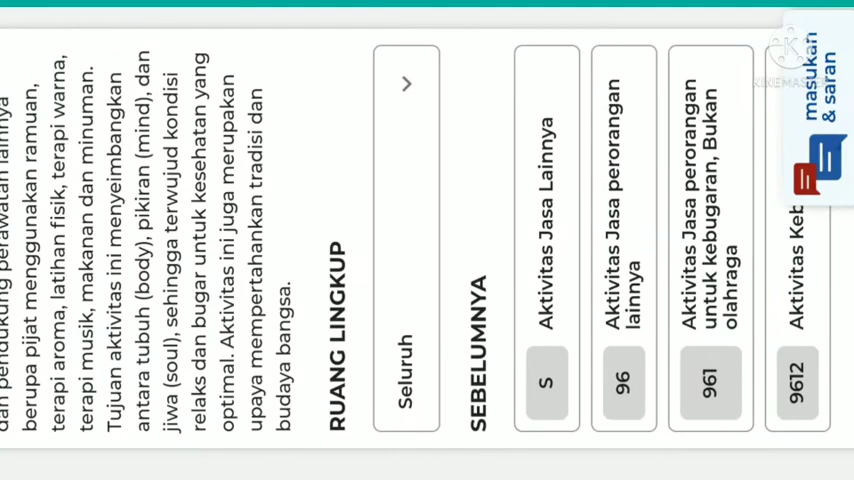 dan pendukung perawatan lainnya
berupa pijat menggunakan ramuan,
terapi aroma, latihan fisik, terapi warna,
terapi musik, makanan dan minuman.
Tujuan aktivitas ini menyeimbangkan
antara tubuh (body), pikiran (mind), dan
jiwa (soul), sehingga terwujud kondisi
relaks dan bugar untuk kesehatan yang
optimal. Aktivitas ini juga merupakan
upaya mempertahankan tradisi dan
budaya bangsa.
RUANG LINGKUP
Seluruh
SEBELUMNYA
S Aktivitas Jasa Lainnya
96 Aktivitas Jasa perorangan
lainnya
961 Aktivitas Jasa perorangan
untuk kebugaran, Bukan
olahraga
9612 Aktivitas Keb
masukan
& saran
KINEMASTER